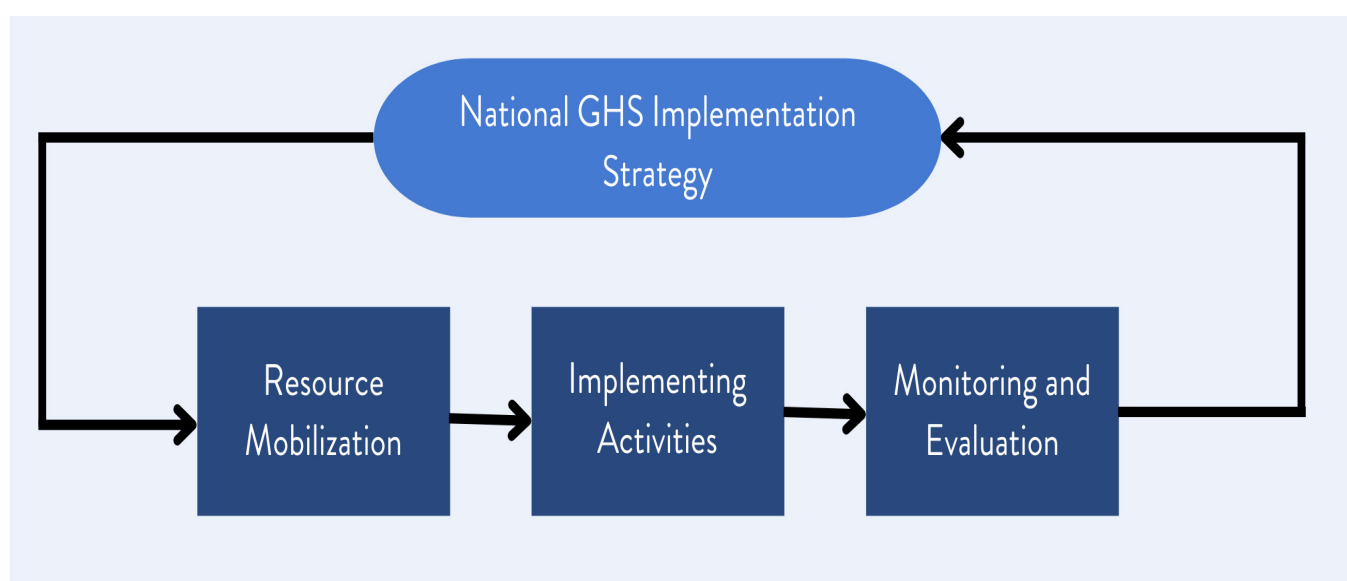 National GHS Implementation
Strategy
Resource
Mobilization
Implementing
Activities
Monitoring and
Evaluation